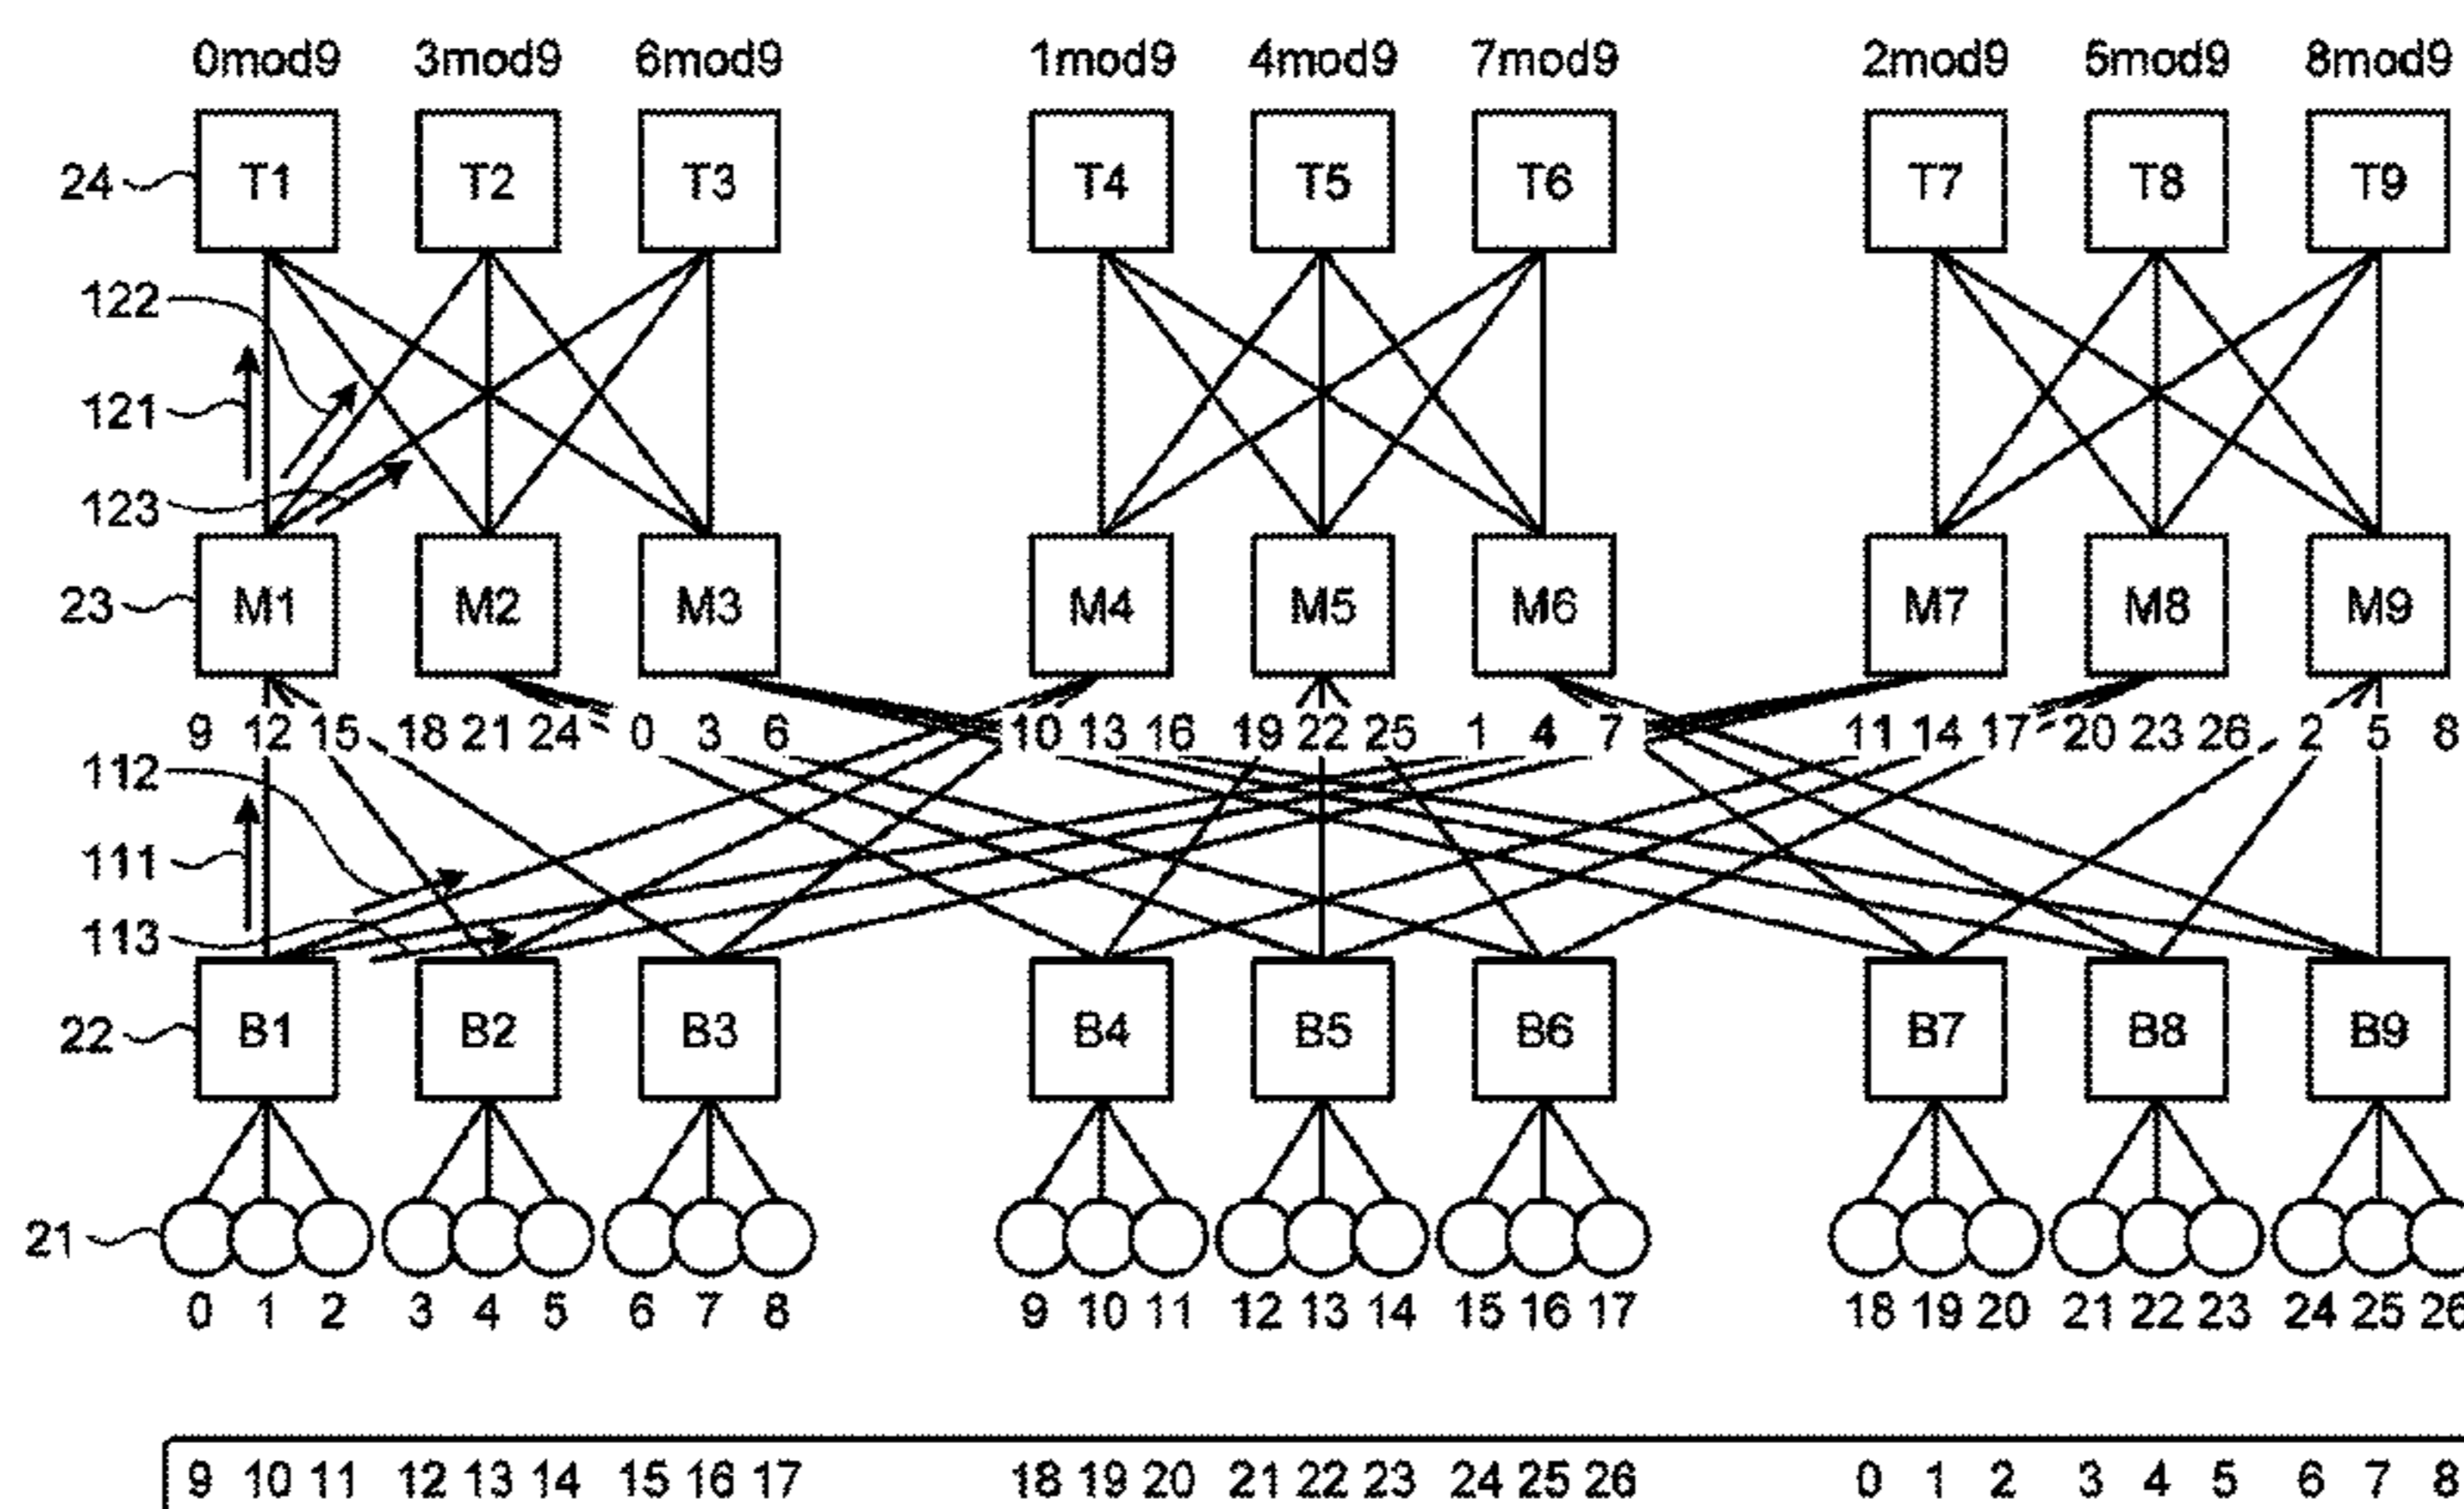 0mod9 3mod9 6mod9 1mod9 4mod9 7mod9 2mod9 5mod9 8mod9
24 T1 T2 T3 T4 T5 T6 T7 T8 T9
122
121
123
23 M1 M2 M3 M4 M5 M6 M7 M8 M9
9 12 15 18 21 24 0 3 6 10 13 16 19 22 25 1 4 7 11 14 17 20 23 26 2 5 8
112
111
113
22 B1 B2 B3 B4 B5 B6 B7 B8 B9
21
0 1 2 3 4 5 6 7 8 9 10 11 12 13 14 15 16 17 18 19 20 21 22 23 24 25 26
9 10 11 12 13 14 15 16 17 18 19 20 21 22 23 24 25 26 0 1 2 3 4 5 6 7 8